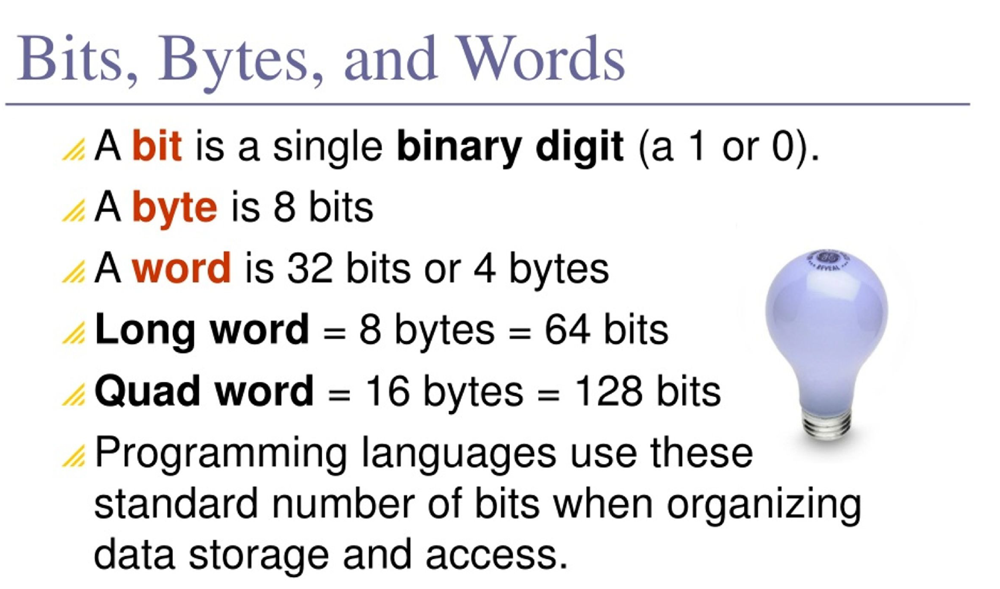 Bits, Bytes, and Words
A bit is a single binary digit (a 1 or 0).
A byte is 8 bits
A word is 32 bits or 4 bytes
Long word = 8 bytes = 64 bits
Quad word = 16 bytes = 128 bits
Programming languages use these
standard number of bits when organizing
data storage and access.
REVEAL